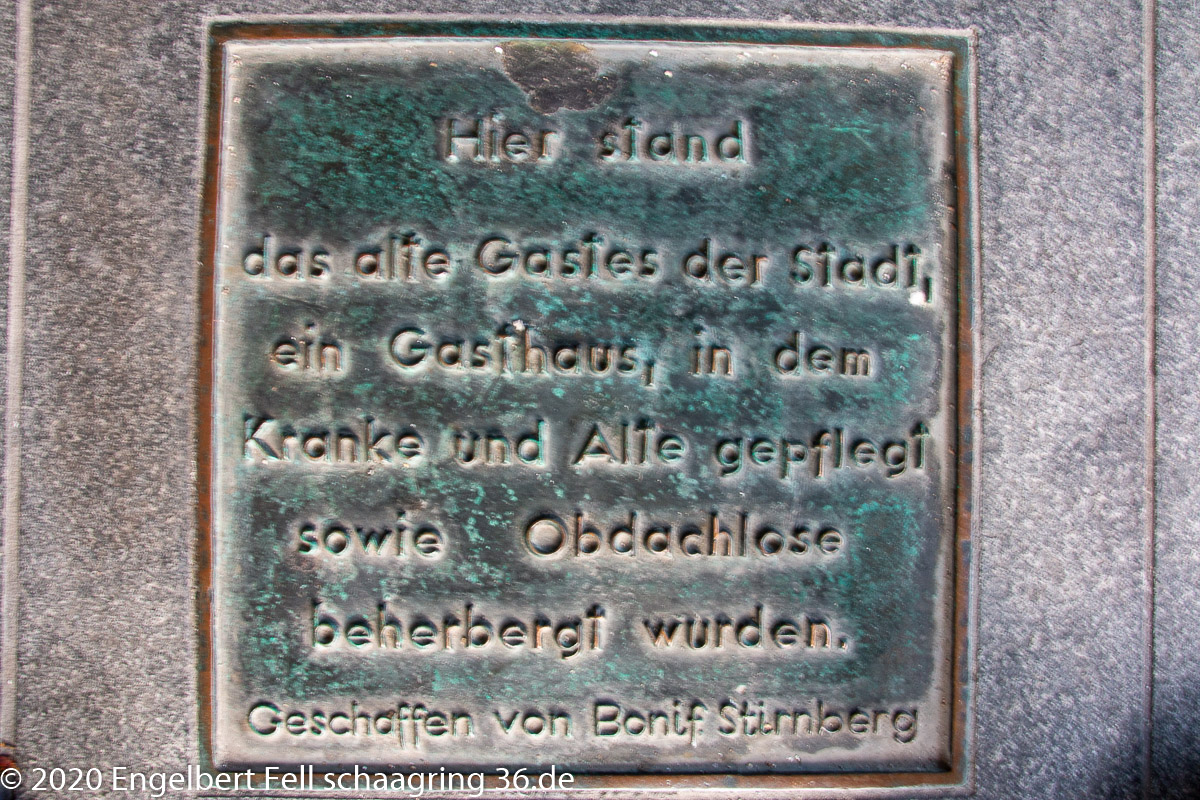 Hier stand
das alte Gastes der Stadt,
ein Gasthaus, in dem
Kranke und Alte gepflegt
sowie Obdachlose
beherbergt wurden.
Geschaffen von Bonif. Stirnberg
© 2020 Engelbert Fell schaagring 36.de